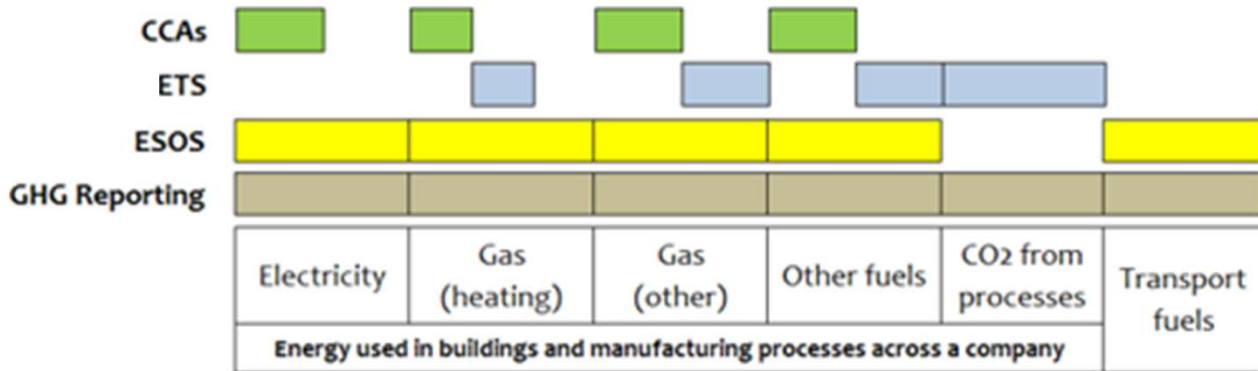 CCAs
ETS
ESOS
GHG Reporting
Electricity
Gas
(heating)
Gas
(other)
Other fuels
CO2 from
processes
Transport
fuels
Energy used in buildings and manufacturing processes across a company